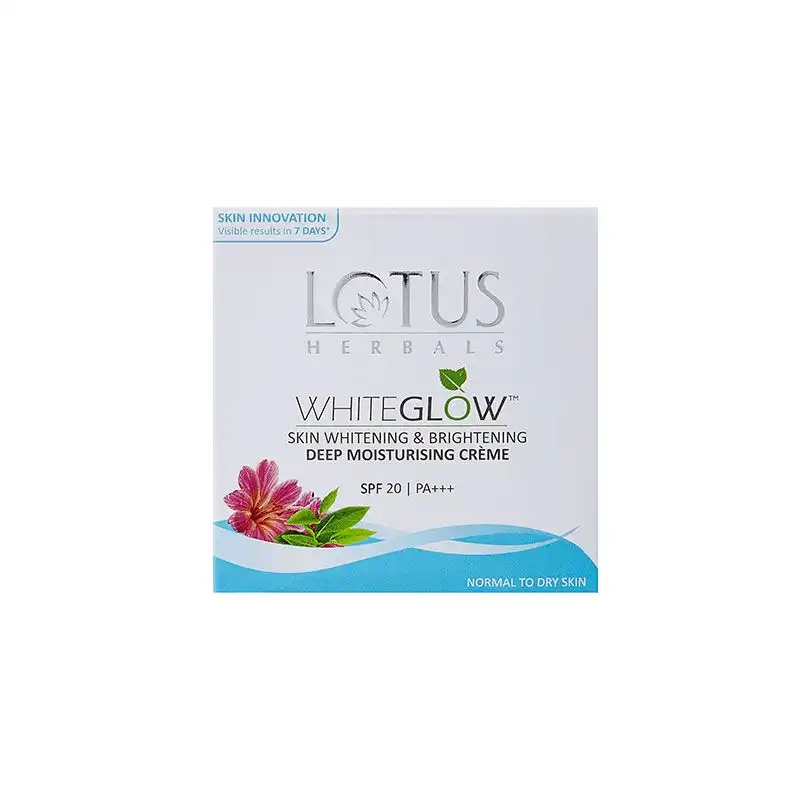 SKIN INNOVATION
Visible results in 7 DAYS*
LOTUS
HERBALS
WHITEGLOW™
SKIN WHITENING & BRIGHTENING
DEEP MOISTURISING CRÈME
SPF 20 | PA+++
NORMAL TO DRY SKIN